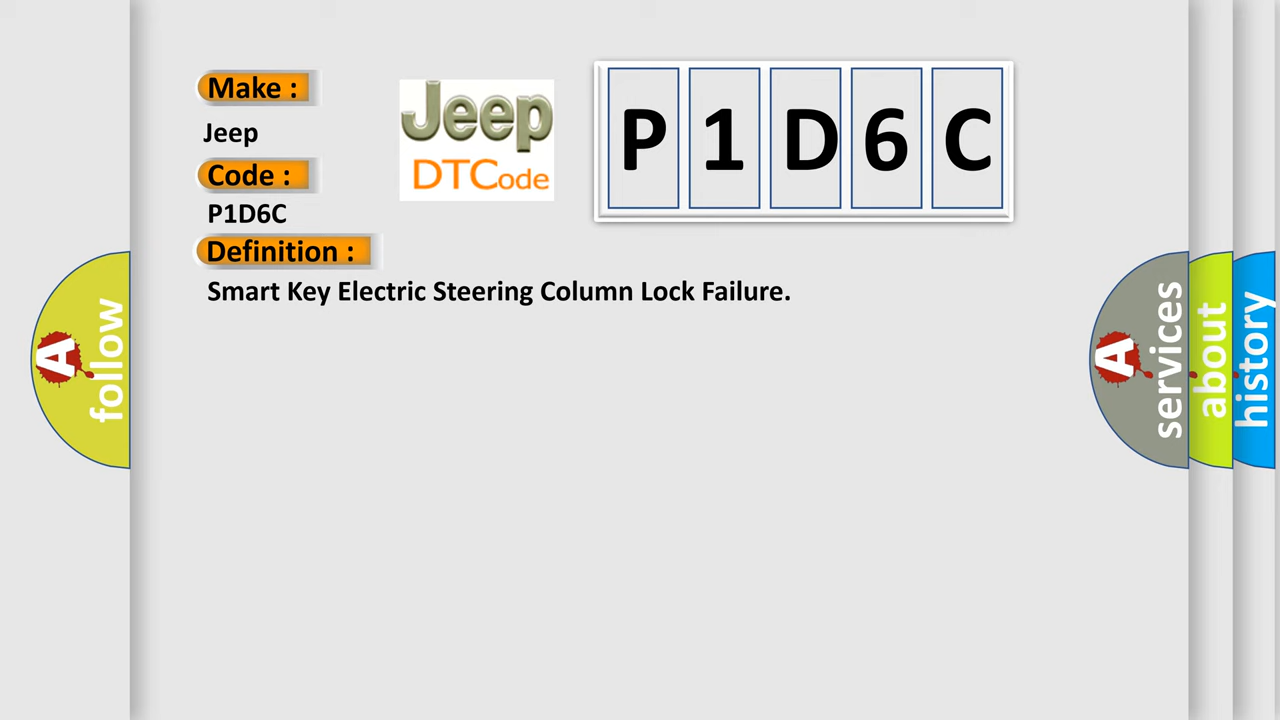 Make :
Jeep
Code :
P1D6C
Definition :
Smart Key Electric Steering Column Lock Failure.
Jeep
DTCode
P 1 D 6 C
A follow
A services
about
history